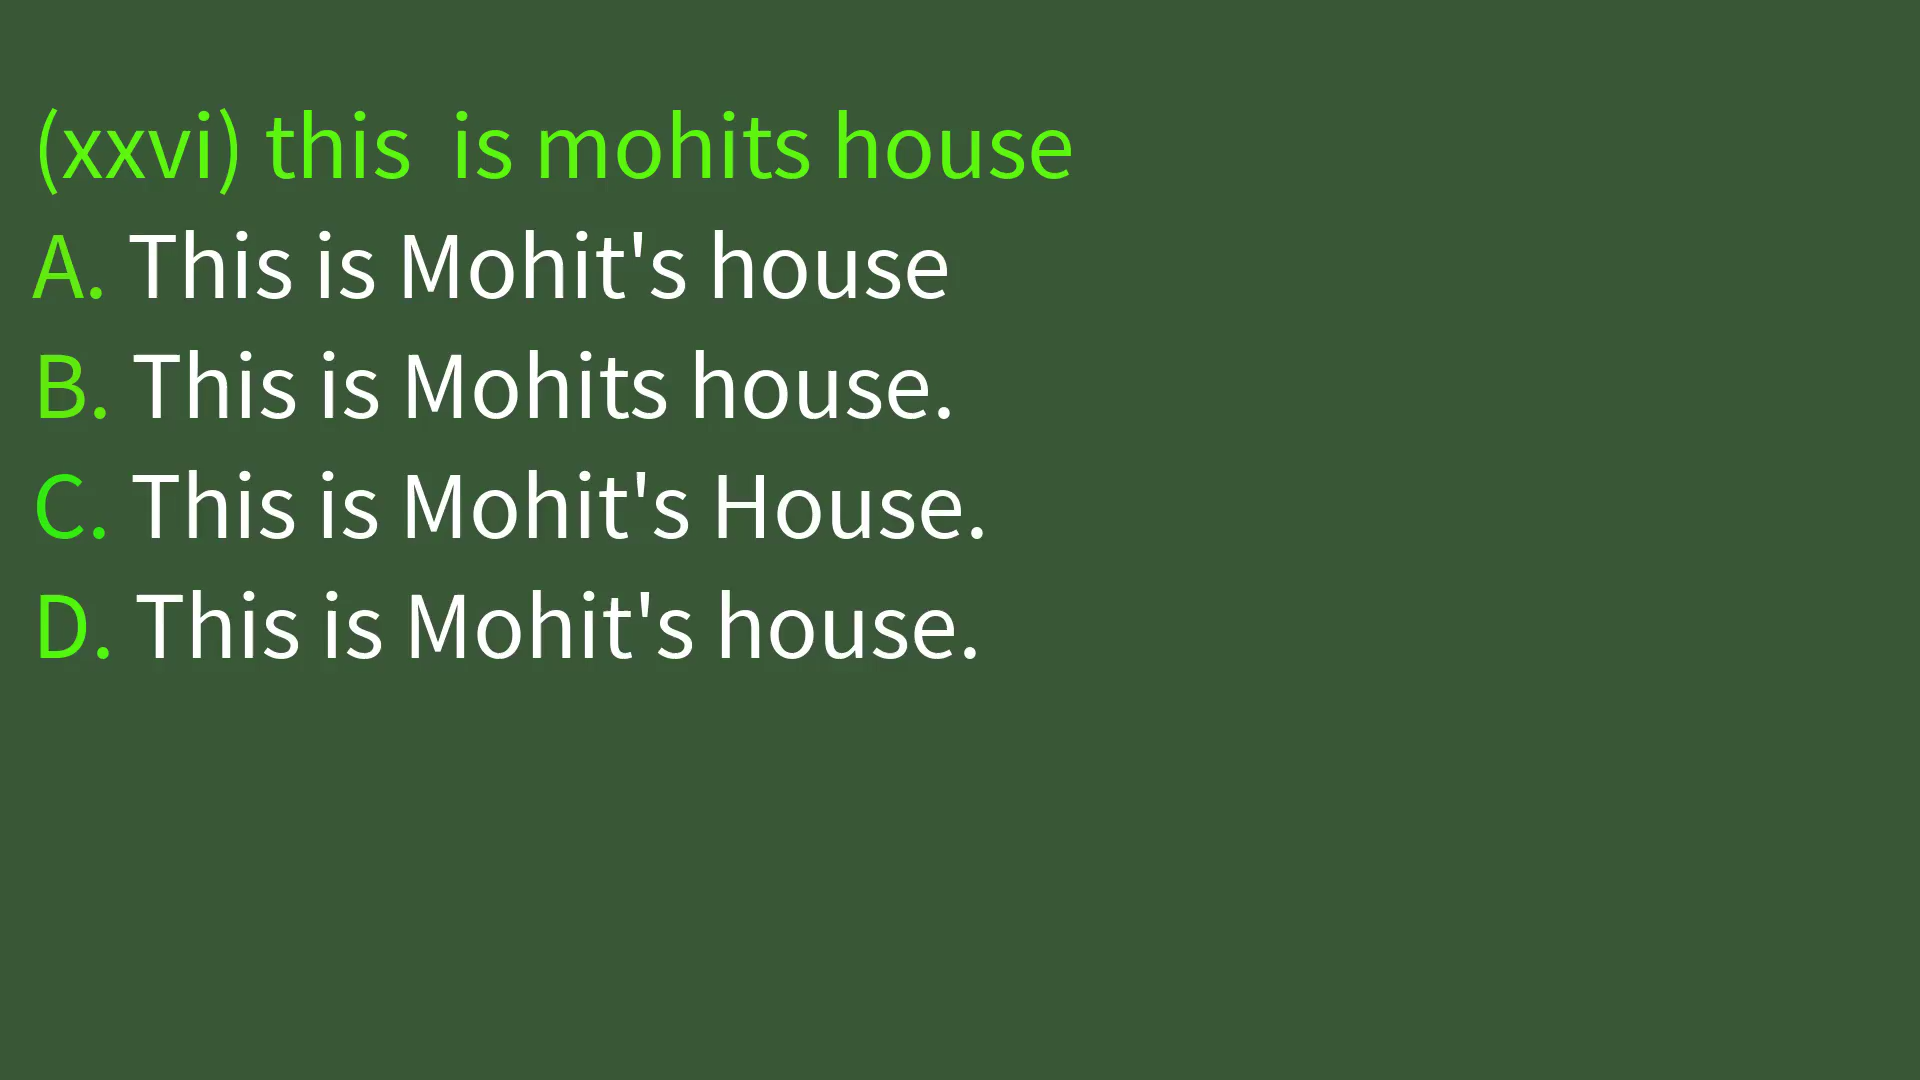 (xxvi) this  is mohits house
A. This is Mohit's house
B. This is Mohits house.
C. This is Mohit's House.
D. This is Mohit's house.